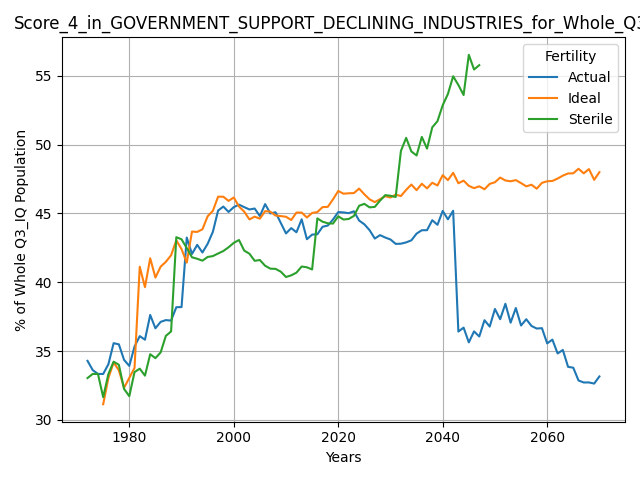 Score_4_in_GOVERNMENT_SUPPORT_DECLINING_INDUSTRIES_for_Whole_Q3
Fertility
Actual
Ideal
Sterile
% of Whole Q3_IQ Population
55
50
45
40
35
30
1980
2000
2020
2040
2060
Years